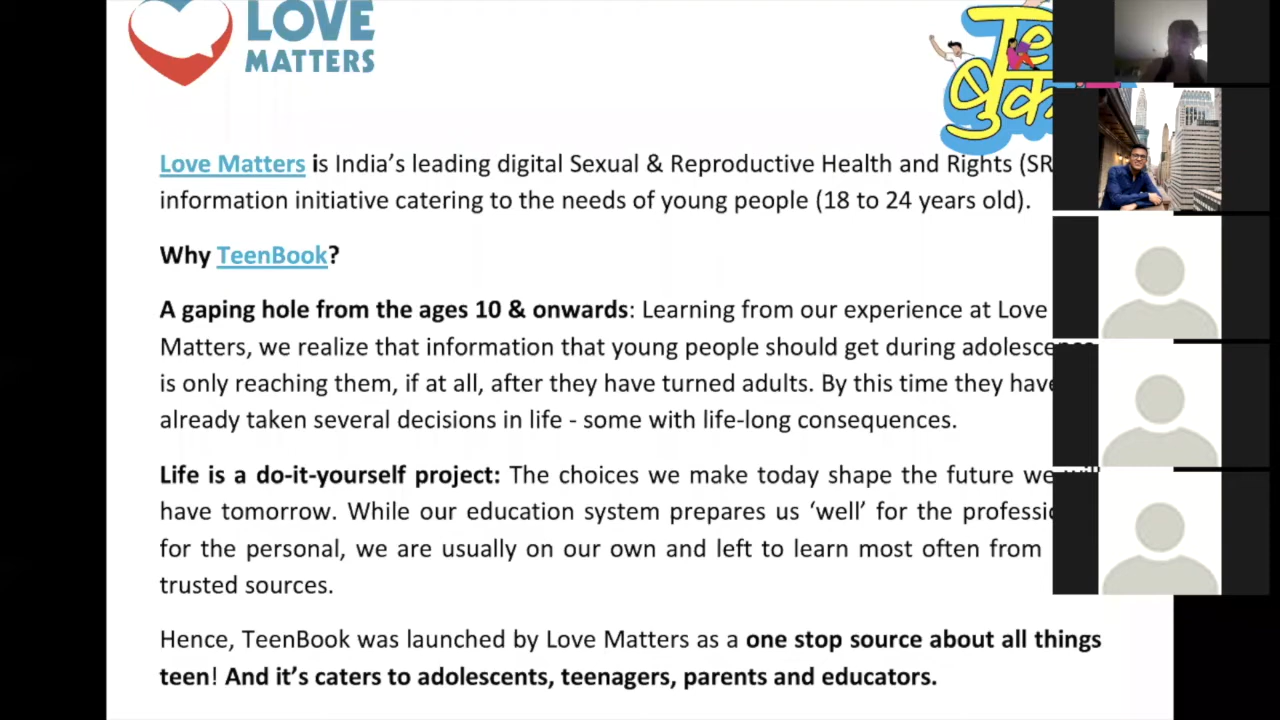 LOVE
MATTERS
Te
बुक
Love Matters is India’s leading digital Sexual & Reproductive Health and Rights (SR
information initiative catering to the needs of young people (18 to 24 years old).
Why TeenBook?
A gaping hole from the ages 10 & onwards: Learning from our experience at Love
Matters, we realize that information that young people should get during adolescence
is only reaching them, if at all, after they have turned adults. By this time they have
already taken several decisions in life - some with life-long consequences.
Life is a do-it-yourself project: The choices we make today shape the future we will
have tomorrow. While our education system prepares us ‘well’ for the professio
for the personal, we are usually on our own and left to learn most often from
trusted sources.
Hence, TeenBook was launched by Love Matters as a one stop source about all things
teen! And it’s caters to adolescents, teenagers, parents and educators.